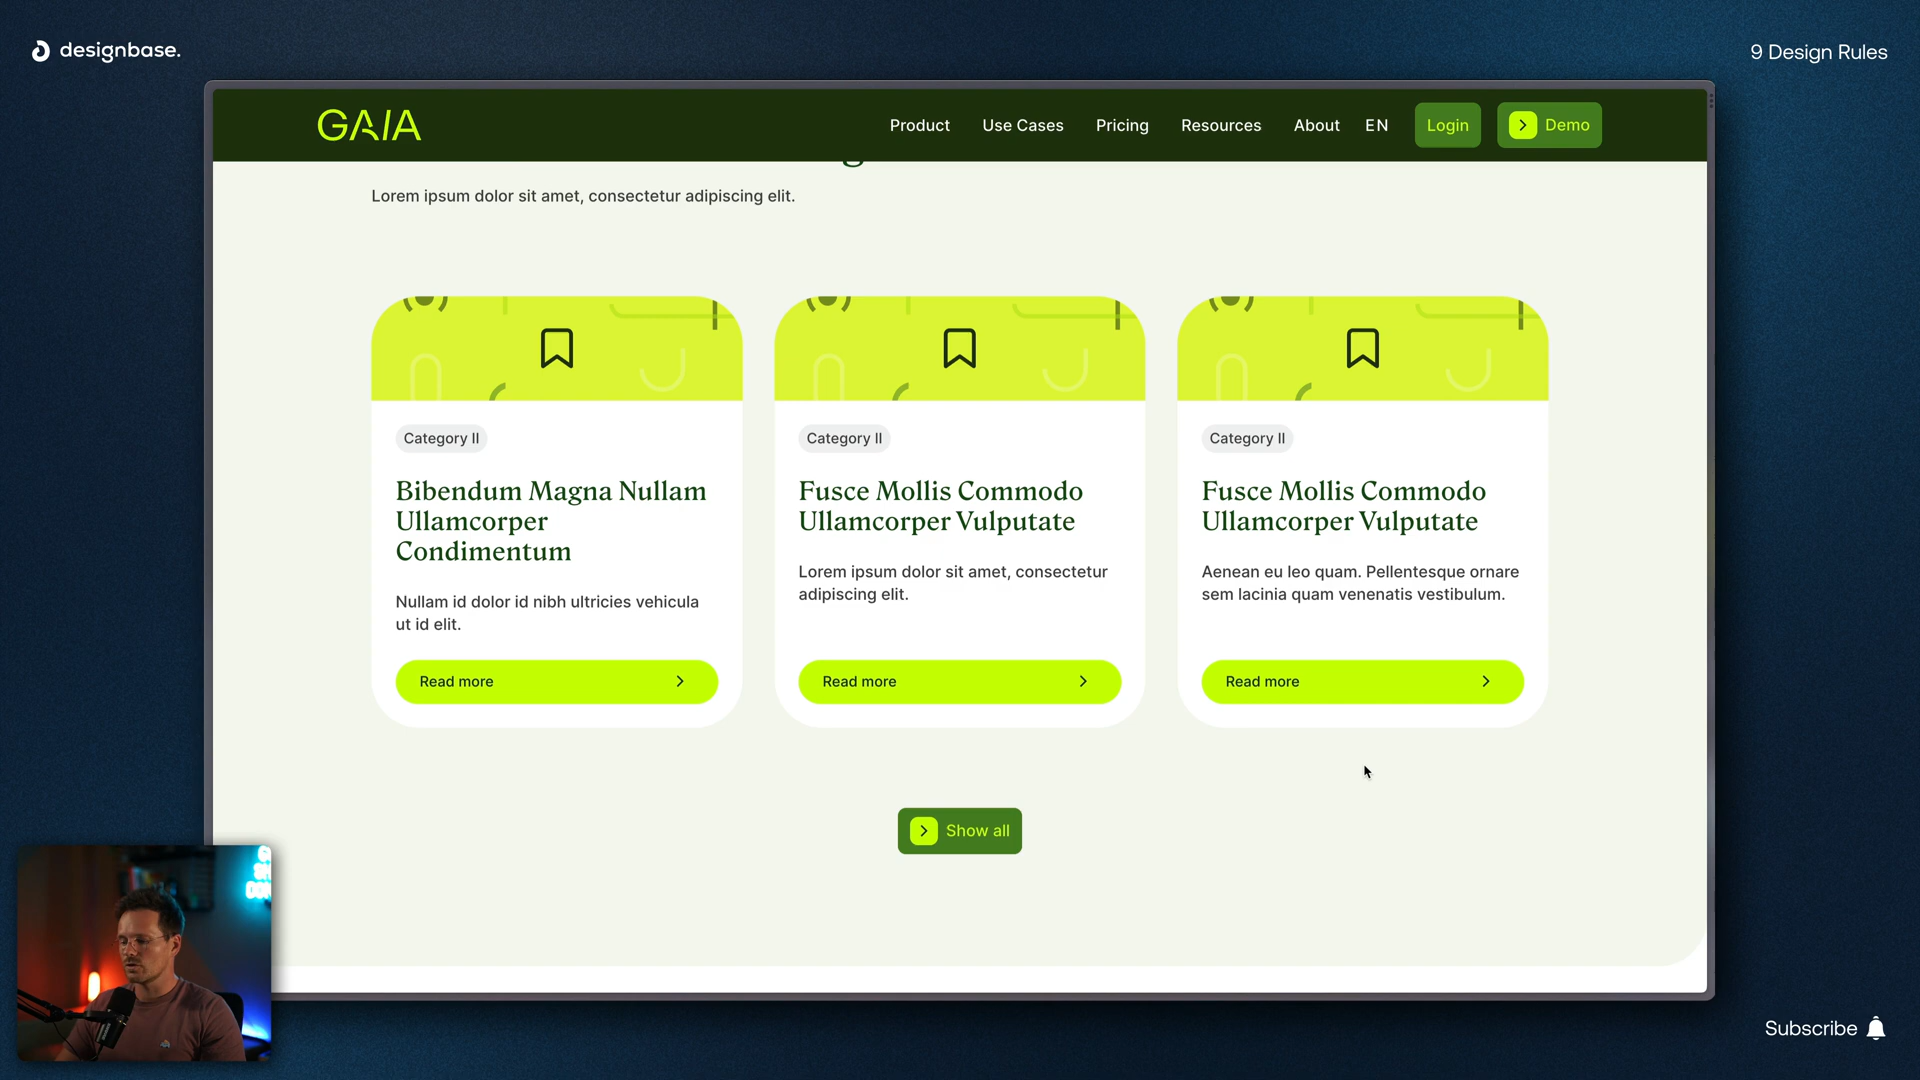 designbase.
9 Design Rules
GAIA
Product
Use Cases
Pricing
Resources
About
EN
Login
Demo
Lorem ipsum dolor sit amet, consectetur adipiscing elit.
Category II
Bibendum Magna Nullam
Ullamcorper
Condimentum
Nullam id dolor id nibh ultricies vehicula
ut id elit.
Read more
Category II
Fusce Mollis Commodo
Ullamcorper Vulputate
Lorem ipsum dolor sit amet, consectetur
adipiscing elit.
Read more
Category II
Fusce Mollis Commodo
Ullamcorper Vulputate
Aenean eu leo quam. Pellentesque ornare
sem lacinia quam venenatis vestibulum.
Read more
Show all
Subscribe